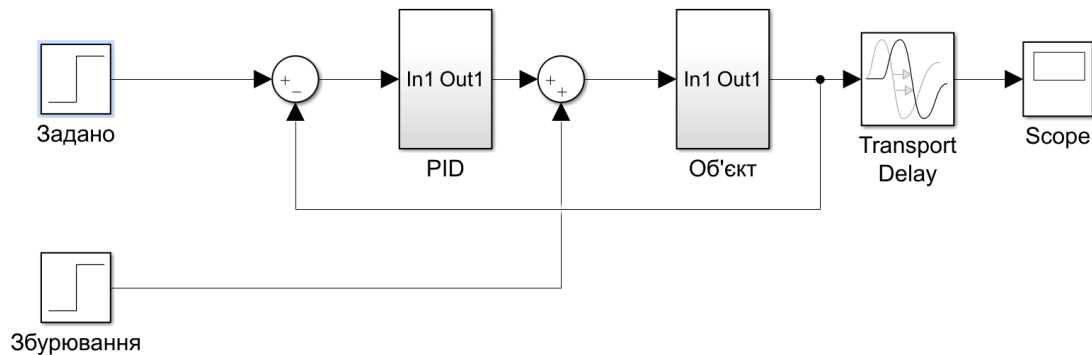 Задано
In1 Out1
PID
In1 Out1
Об'єкт
Transport
Delay
Scope
Збурювання